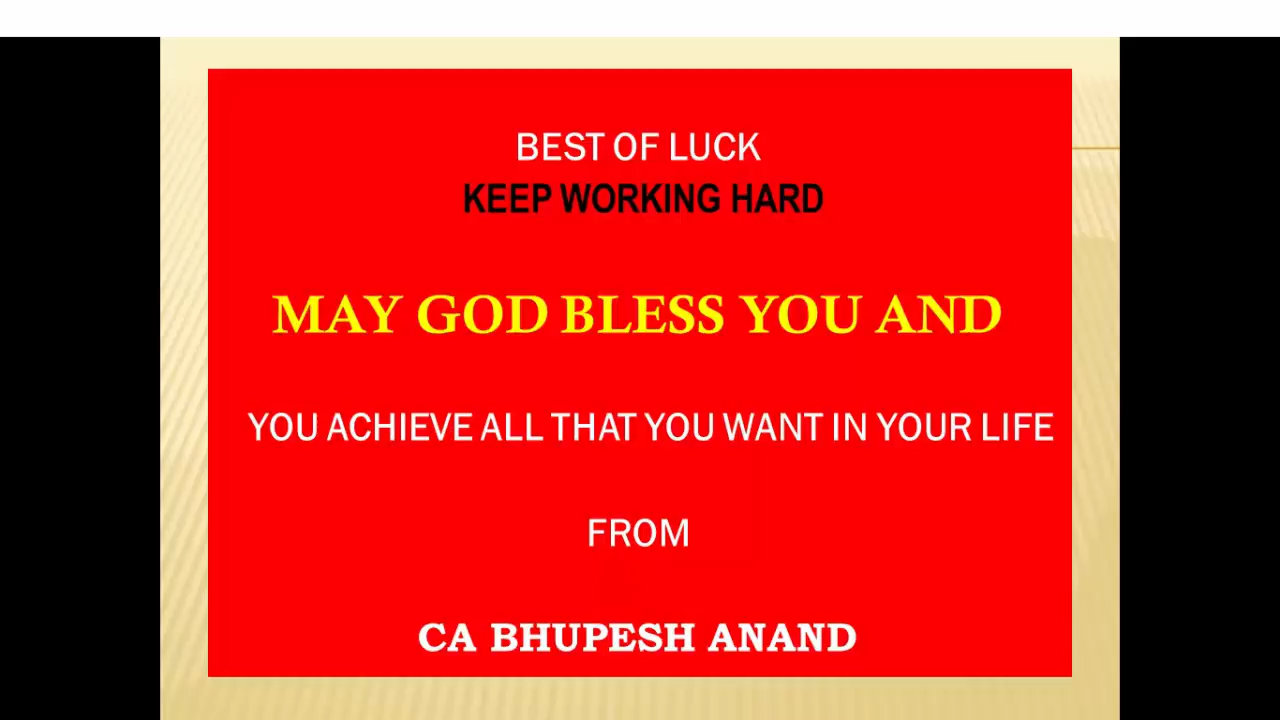 BEST OF LUCK
KEEP WORKING HARD
MAY GOD BLESS YOU AND
YOU ACHIEVE ALL THAT YOU WANT IN YOUR LIFE
FROM
CA BHUPESH ANAND